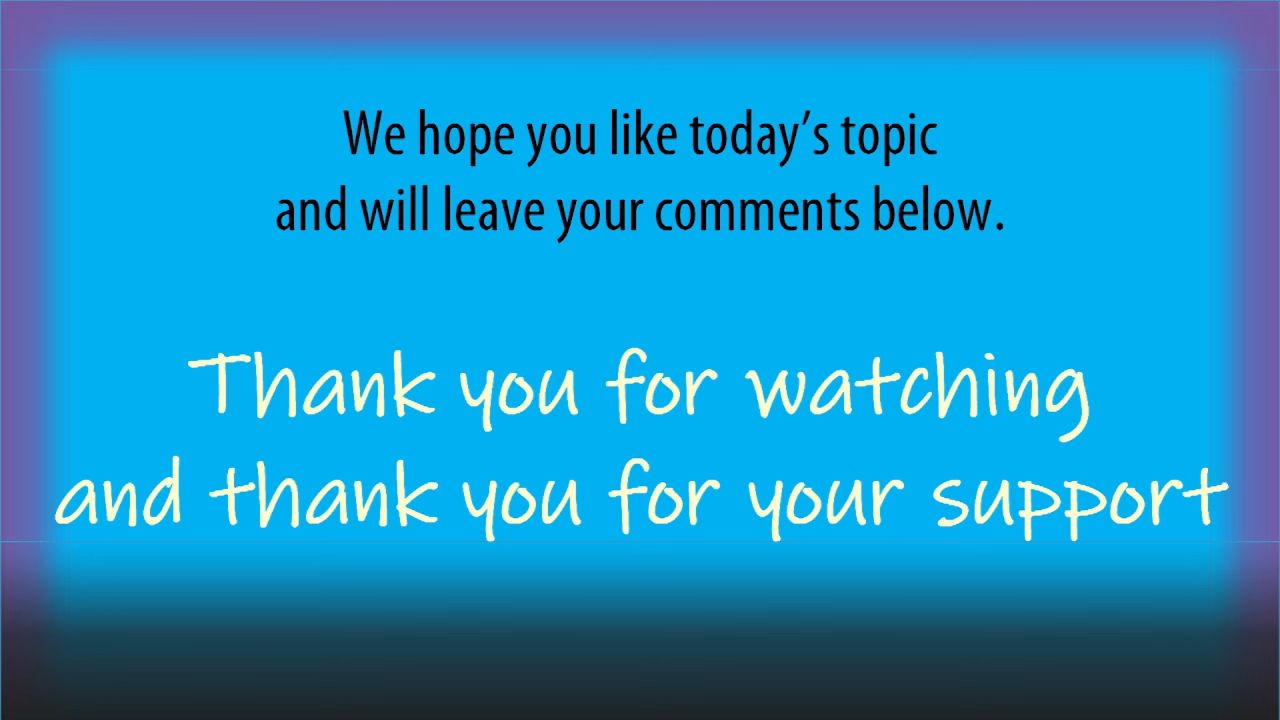 We hope you like today’s topic
and will leave your comments below.
Thank you for watching
and thank you for your support